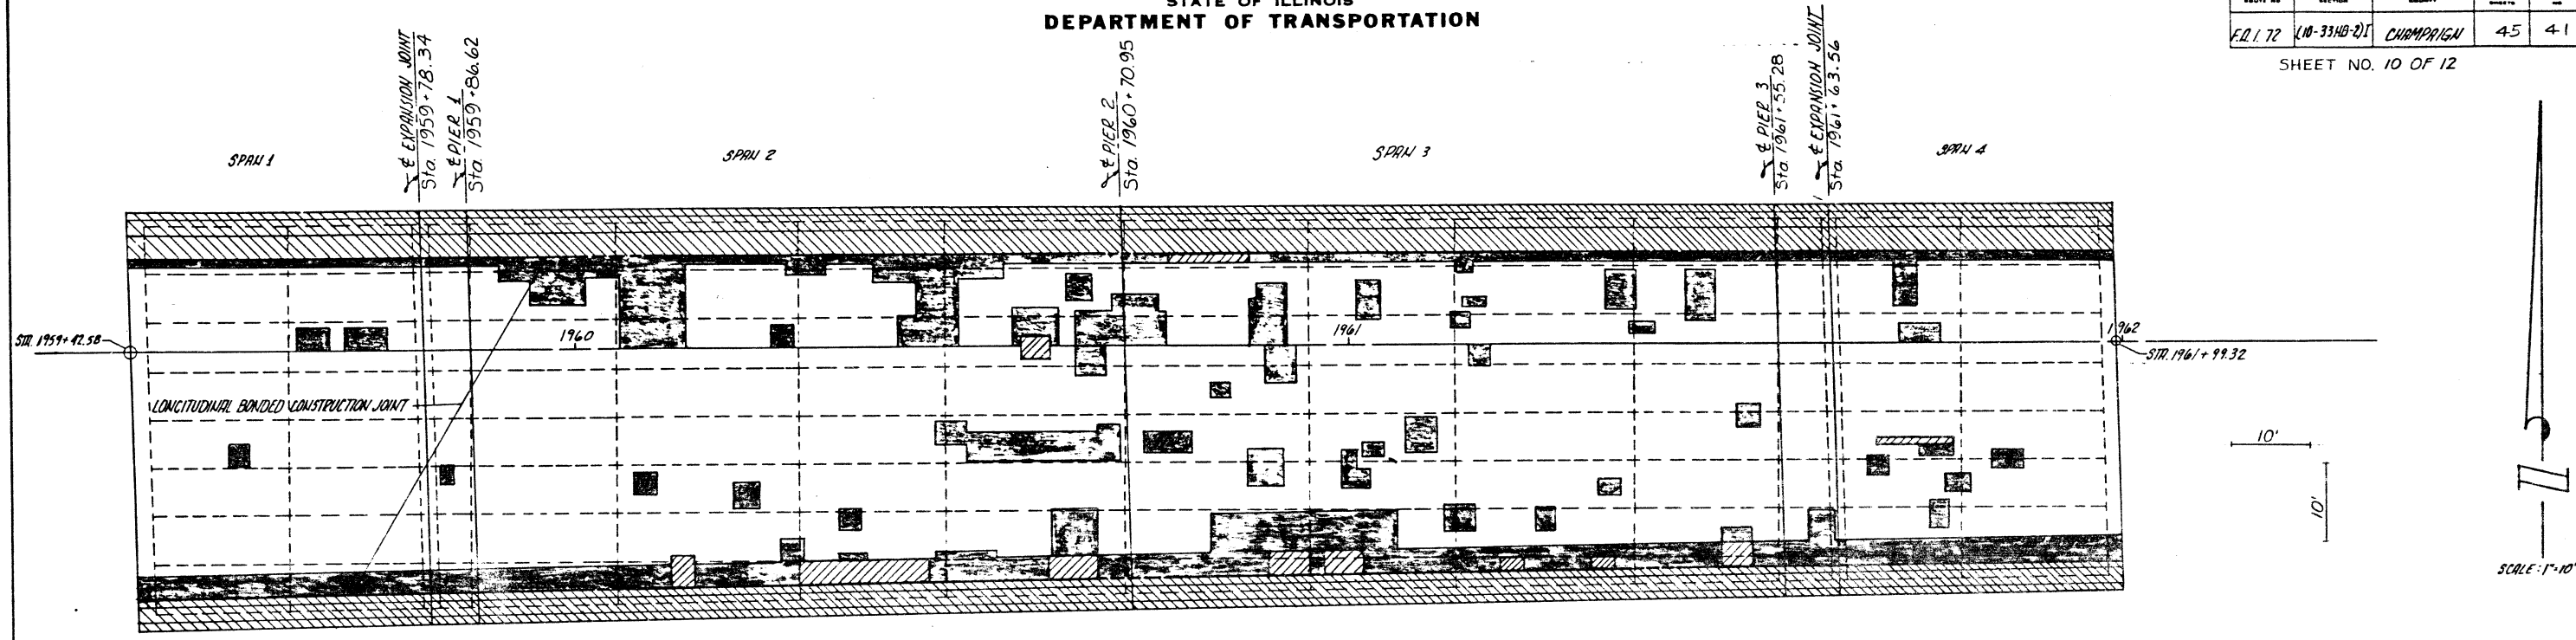 STATE OF ILLINOIS
DEPARTMENT OF TRANSPORTATION
F.A.I. 72 (10-33HB-2)I CHAMPAIGN 45 41
SHEET NO. 10 OF 12
℄ EXPANSION JOINT
Sta. 1959+78.34
℄ PIER 1
Sta. 1959+86.62
℄ PIER 2
Sta. 1960+70.95
℄ PIER 3
Sta 1961+55.28
℄ EXPANSION JOINT
Sta. 1961+63.56
SPAN 1
SPAN 2
SPAN 3
SPAN 4
STA. 1959+42.58
1960
1961
1962
STA. 1961+99.32
LONGITUDINAL BONDED CONSTRUCTION JOINT
10'
10'
SCALE: 1"=10'